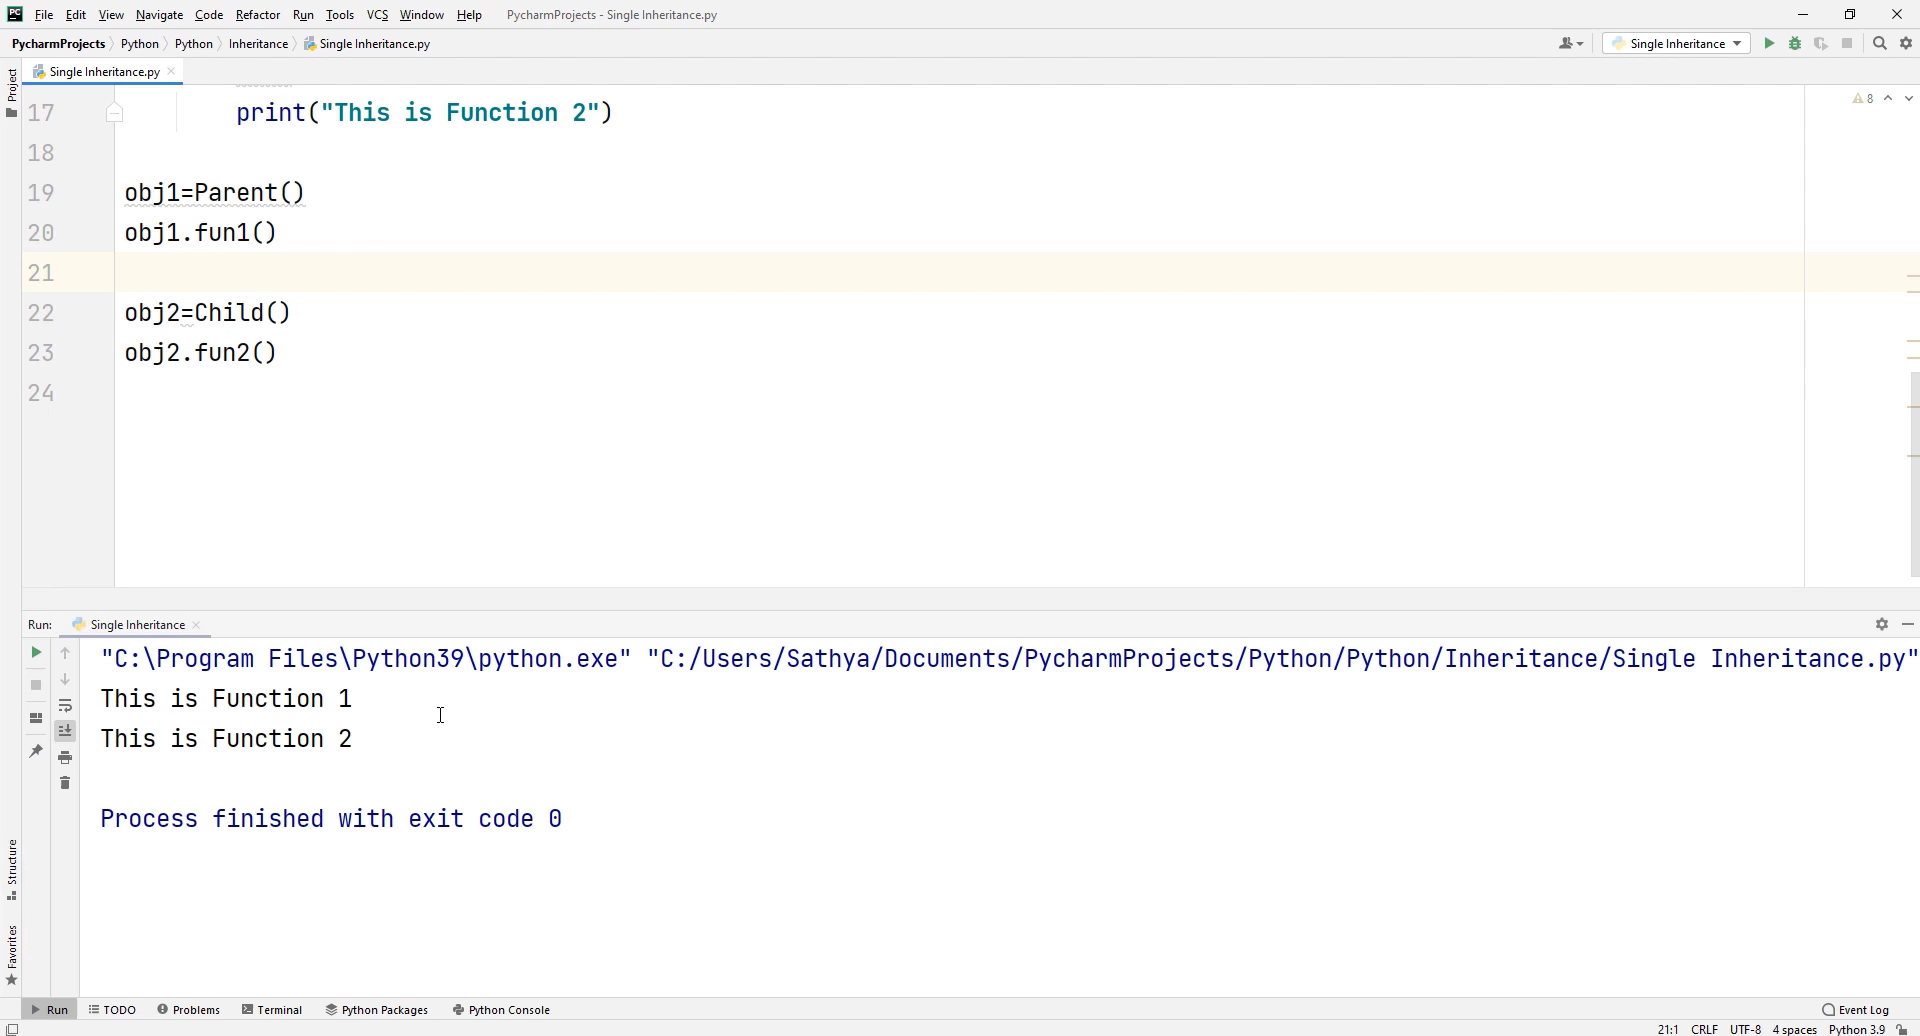 PC File Edit View Navigate Code Refactor Run Tools VCS Window Help PycharmProjects - Single Inheritance.py
PycharmProjects Python Python Inheritance Single Inheritance.py Single Inheritance
Project
Single Inheritance.py
8
17 print("This is Function 2")
18
19 obj1=Parent()
20 obj1.fun1()
21
22 obj2=Child()
23 obj2.fun2()
24
Run: Single Inheritance
"C:\Program Files\Python39\python.exe" "C:/Users/Sathya/Documents/PycharmProjects/Python/Python/Inheritance/Single Inheritance.py"
This is Function 1
This is Function 2
Process finished with exit code 0
Structure
Favorites
Run TODO Problems Terminal Python Packages Python Console Event Log
21:1 CRLF UTF-8 4 spaces Python 3.9